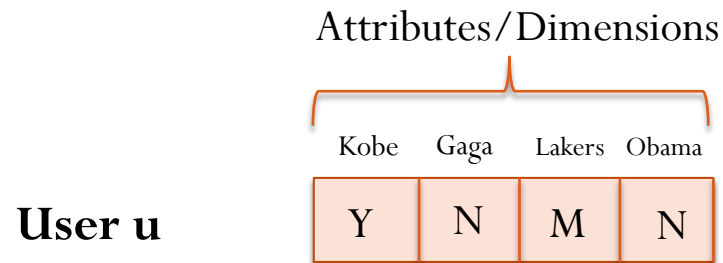 Attributes/Dimensions
Kobe Gaga Lakers Obama
User u Y N M N